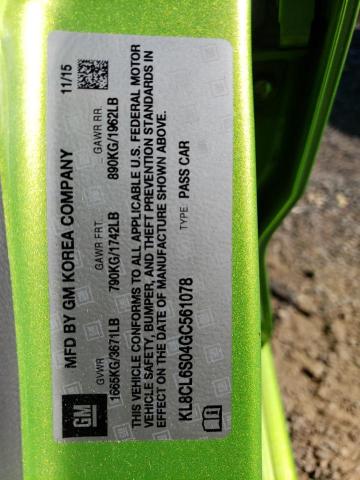 GM
MFD BY GM KOREA COMPANY
11/15
GVWR GAWR FRT GAWR RR
1665KG/3671LB 790KG/1742LB 890KG/1962LB
THIS VEHICLE CONFORMS TO ALL APPLICABLE U.S. FEDERAL MOTOR
VEHICLE SAFETY, BUMPER, AND THEFT PREVENTION STANDARDS IN
EFFECT ON THE DATE OF MANUFACTURE SHOWN ABOVE.
TYPE: PASS CAR
KL8CL6S04GC561078